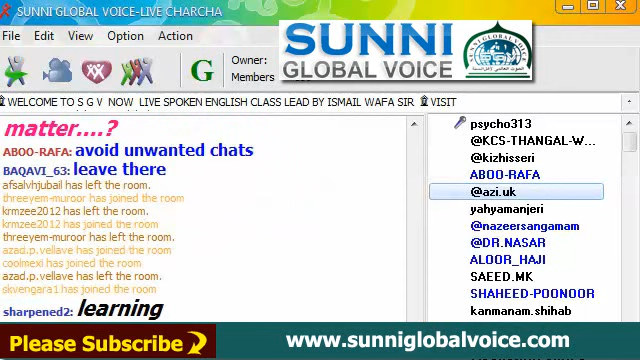 SUNNI GLOBAL VOICE-LIVE CHARCHA
File Edit View Options Action
SUNNI
GLOBAL VOICE
SUNNI GLOBAL VOICE
G
Owner:
Members
WELCOME TO S G V NOW LIVE SPOKEN ENGLISH CLASS LEAD BY ISMAIL WAFA SIR VISIT
matter....?
ABOO-RAFA: avoid unwanted chats
BAQAVI_63: leave there
afsalvhjubail has left the room.
threeyem-muroor has joined the room
krmzee2012 has left the room.
krmzee2012 has joined the room
threeyem-muroor has left the room.
azad.p.vellave has joined the room
coolmexi has joined the room
azad.p.vellave has left the room.
skvengara1 has joined the room
sharpened2: learning
psycho313
@KCS-THANGAL-W...
@kizhisseri
ABOO-RAFA
@azi.uk
yahyamanjeri
@nazeersangamam
@DR.NASAR
ALOOR_HAJI
SAEED.MK
SHAHEED-POONOOR
kanmanam.shihab
Please Subscribe
www.sunniglobalvoice.com